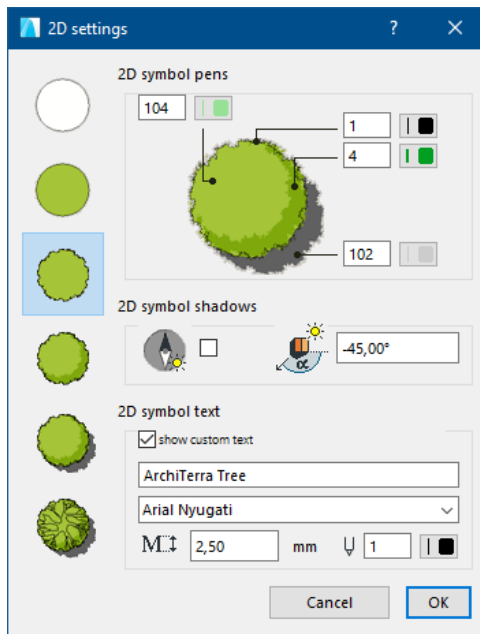 2D settings
?
2D symbol pens
104
1
4
102
2D symbol shadows
α
-45,00°
2D symbol text
show custom text
ArchiTerra Tree
Arial Nyugati
M
2,50
mm
1
Cancel
OK